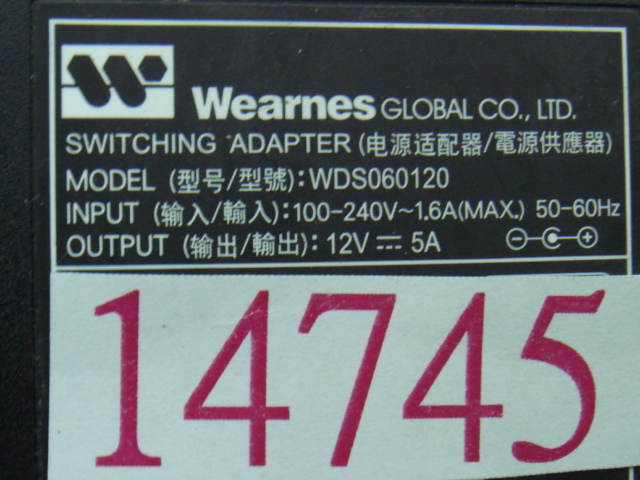 Wearnes GLOBAL CO., LTD.
SWITCHING ADAPTER (电源适配器/電源供應器)
MODEL (型号/型號):WDS060120
INPUT (输入/輸入):100-240V~1.6A(MAX.) 50-60Hz
OUTPUT (输出/輸出): 12V ⎓ 5A
14745